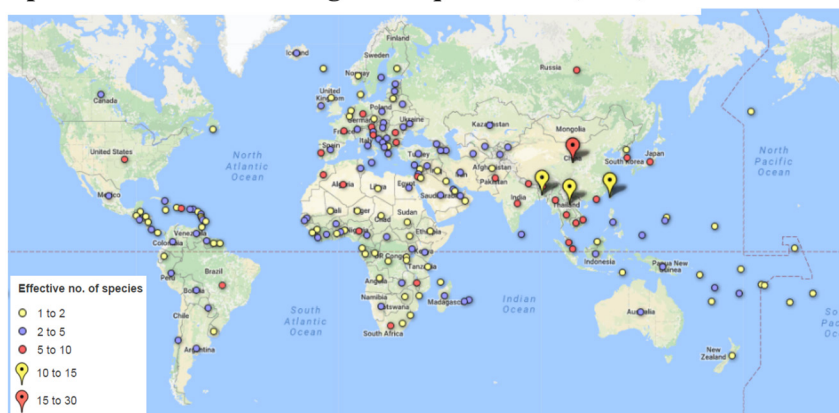 Finland
Sweden
Russia
Norway
United
Kingdom
Canada
Poland
German
Ukraine
Kazakhstan
Mongolia
France
Italy
Spain
United States
North
Atlantic
Ocean
Turkey
Afghanistan
South Korea
Japan
North
Pacific
Ocean
Pakistan
Mexico
Algeria
Libya
Egypt
Saudi Arabia
India
Thailand
Mali
Niger
Chad
Sudan
Ethiopia
Venezuela
Colombia
DR Congo
Tanzania
Indonesia
Papua New
Guinea
Peru
Brazil
Bolivia
Angola
Namibia
Botswana
Madagascar
Indian
Ocean
Australia
South
Atlantic
Ocean
Chile
South Africa
Argentina
New
Zealand
Effective no. of species
1 to 2
2 to 5
5 to 10
10 to 15
15 to 30